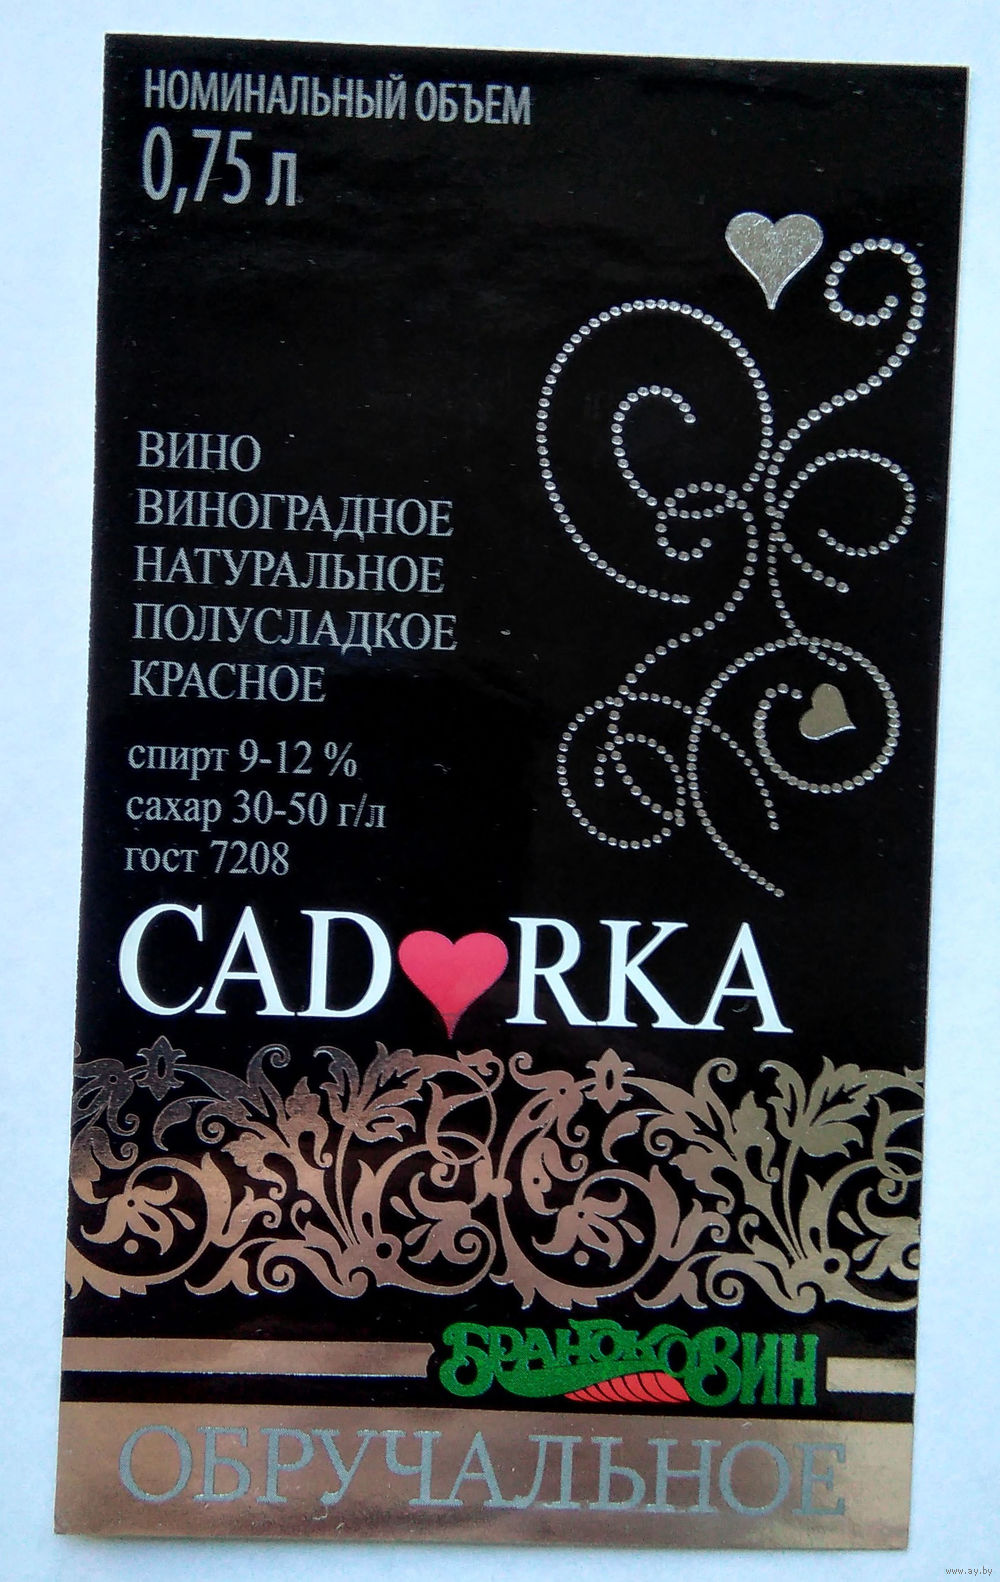 НОМИНАЛЬНЫЙ ОБЪЕМ
0,75 л
ВИНО
ВИНОГРАДНОЕ
НАТУРАЛЬНОЕ
ПОЛУСЛАДКОЕ
КРАСНОЕ
спирт 9-12 %
сахар 30-50 г/л
гост 7208
CAD♥RKA
БРАНОКОВИН
ОБРУЧАЛЬНОЕ
www.ay.by